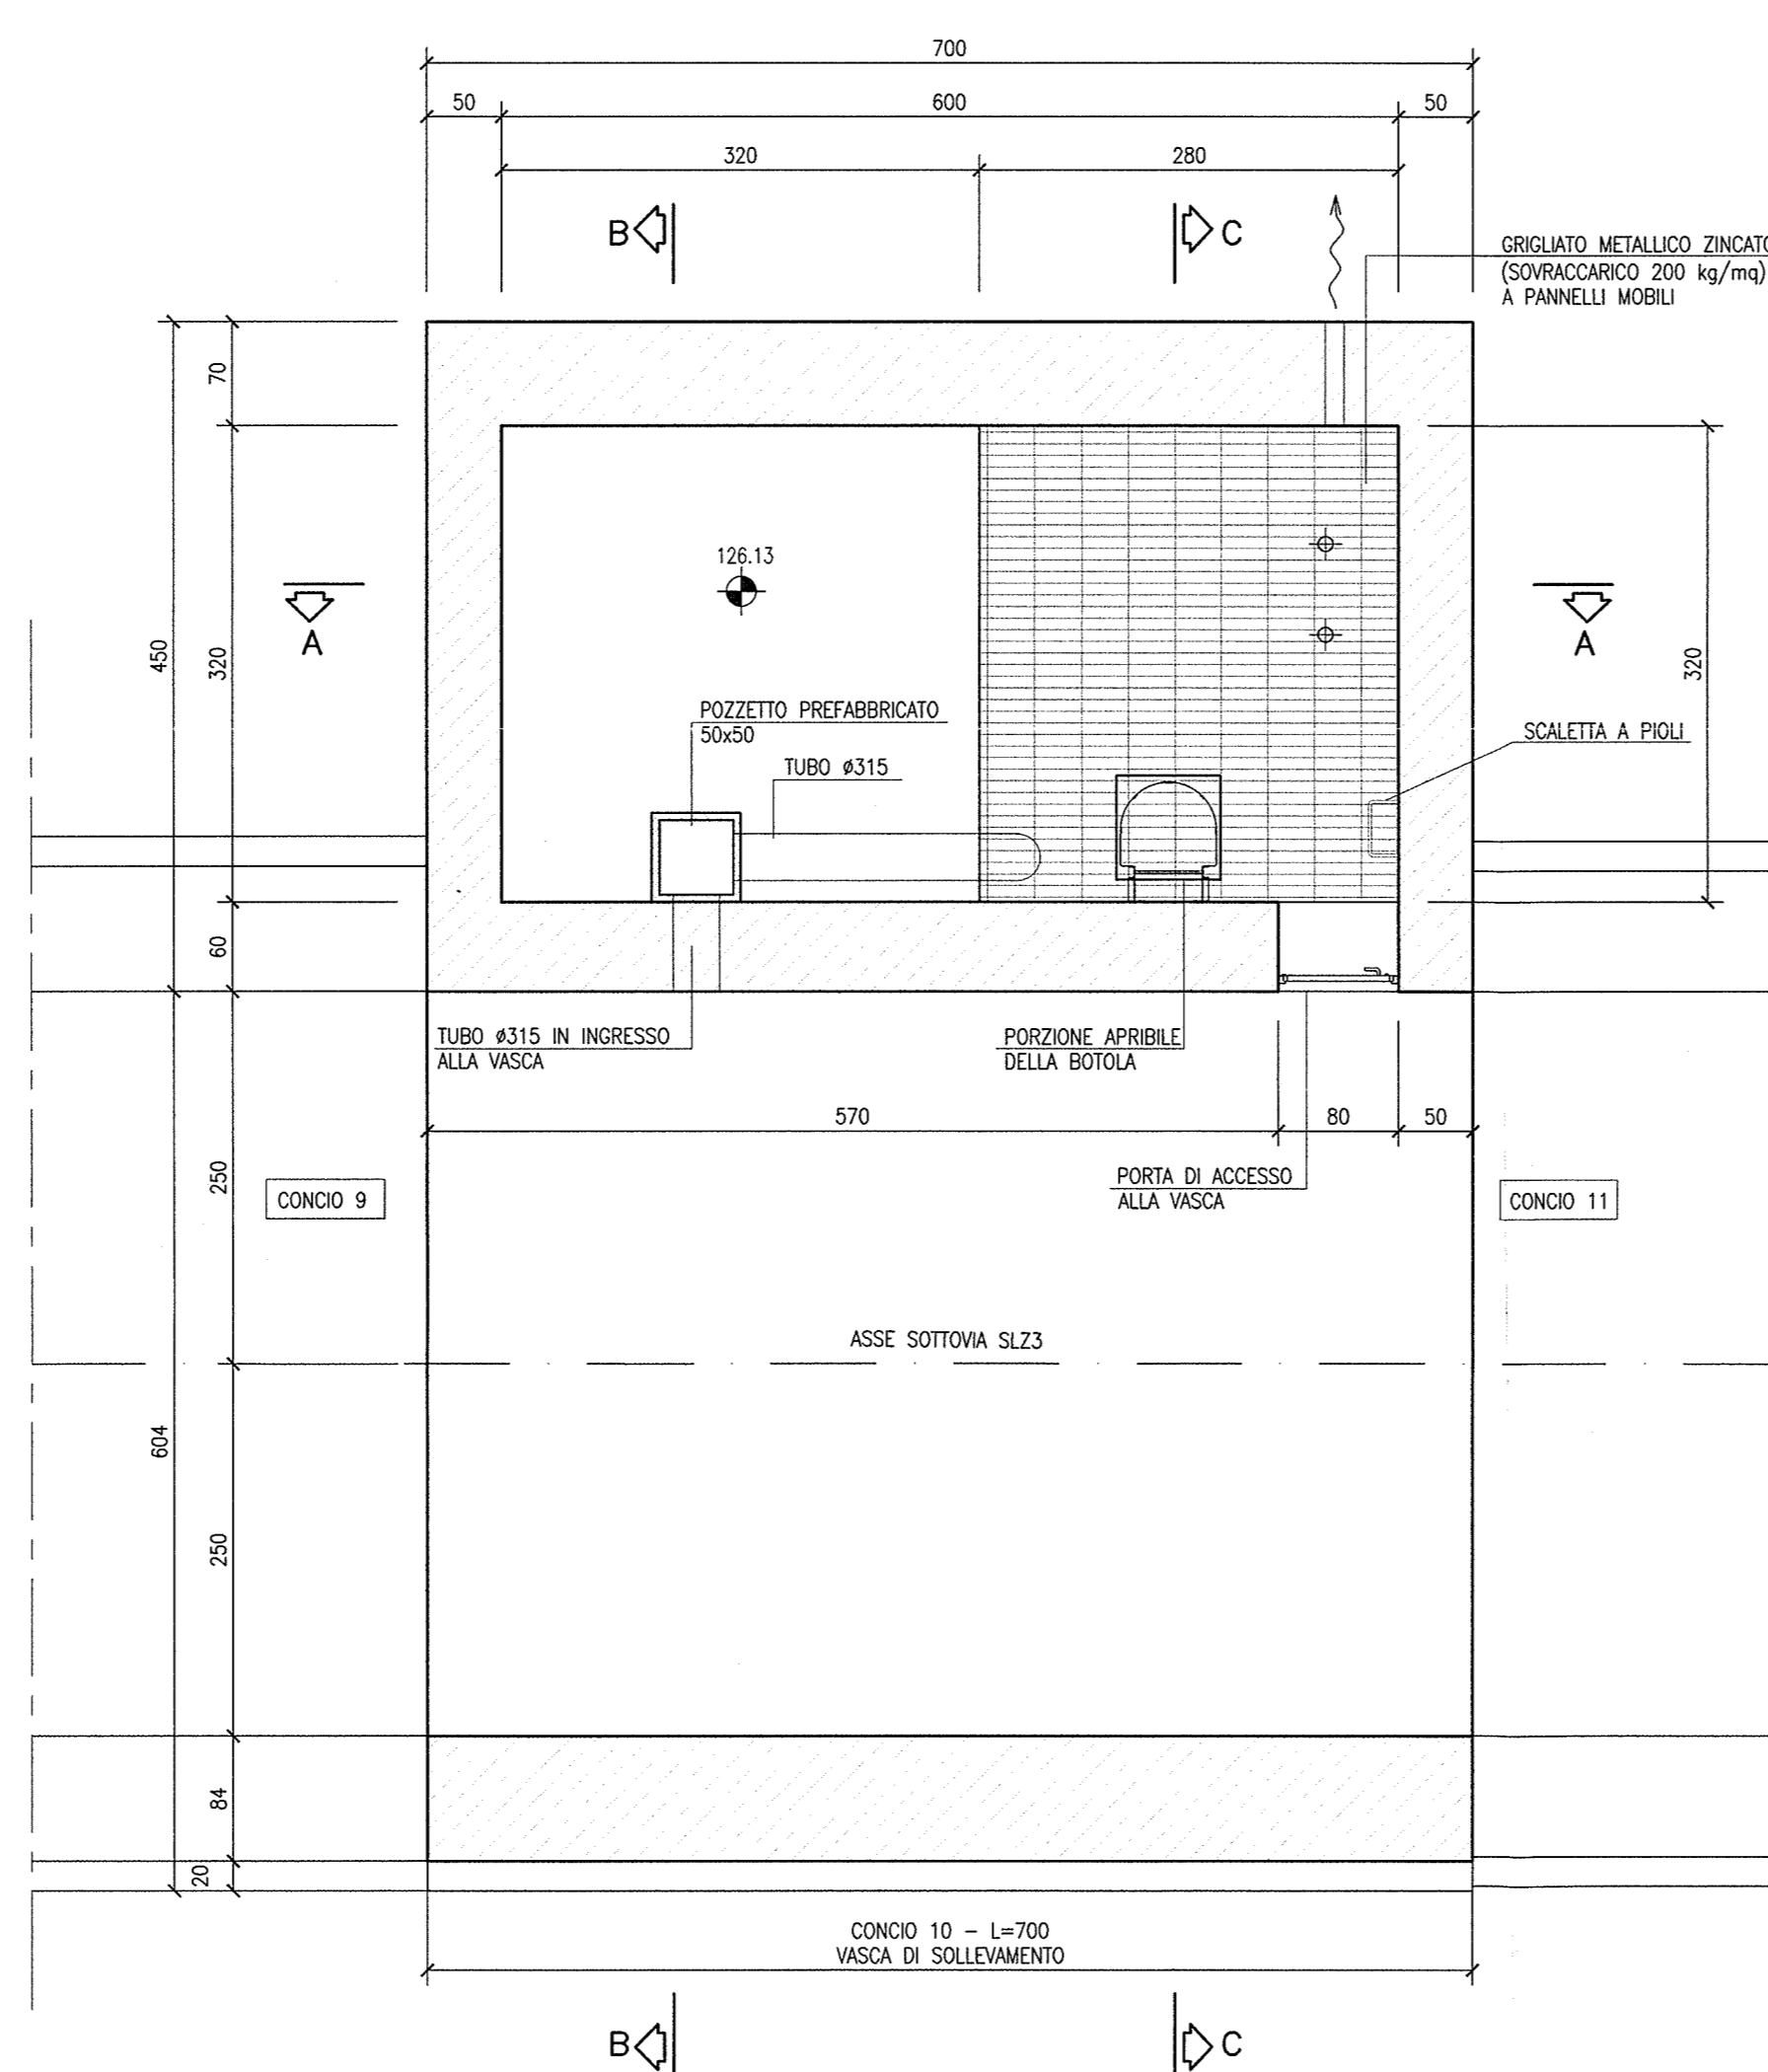 700
50
600
50
320
280
B
C
GRIGLIATO METALLICO ZINCATO
(SOVRACCARICO 200 kg/mq)
A PANNELLI MOBILI
70
126.13
A
A
450
320
320
POZZETTO PREFABBRICATO
50x50
SCALETTA A PIOLI
TUBO ø315
60
TUBO ø315 IN INGRESSO
ALLA VASCA
PORZIONE APRIBILE
DELLA BOTOLA
570
80
50
250
CONCIO 9
PORTA DI ACCESSO
ALLA VASCA
CONCIO 11
ASSE SOTTOVIA SLZ3
604
250
84
20
CONCIO 10 – L=700
VASCA DI SOLLEVAMENTO
B
C